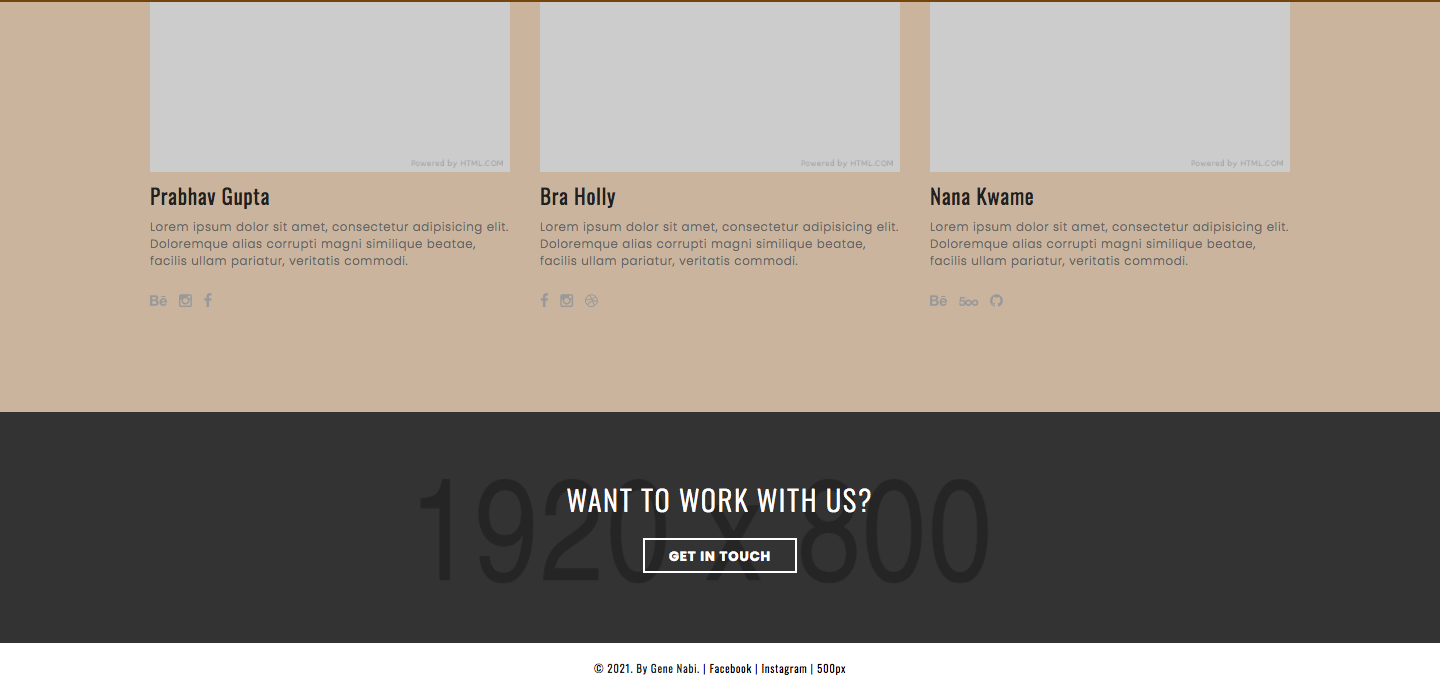 Powered by HTML.COM
Powered by HTML.COM
Powered by HTML.COM
Prabhav Gupta
Lorem ipsum dolor sit amet, consectetur adipisicing elit.
Doloremque alias corrupti magni similique beatae,
facilis ullam pariatur, veritatis commodi.
Bē
Bra Holly
Lorem ipsum dolor sit amet, consectetur adipisicing elit.
Doloremque alias corrupti magni similique beatae,
facilis ullam pariatur, veritatis commodi.
Nana Kwame
Lorem ipsum dolor sit amet, consectetur adipisicing elit.
Doloremque alias corrupti magni similique beatae,
facilis ullam pariatur, veritatis commodi.
Bē 500
1920 x 800
WANT TO WORK WITH US?
GET IN TOUCH
© 2021. By Gene Nabi. | Facebook | Instagram | 500px